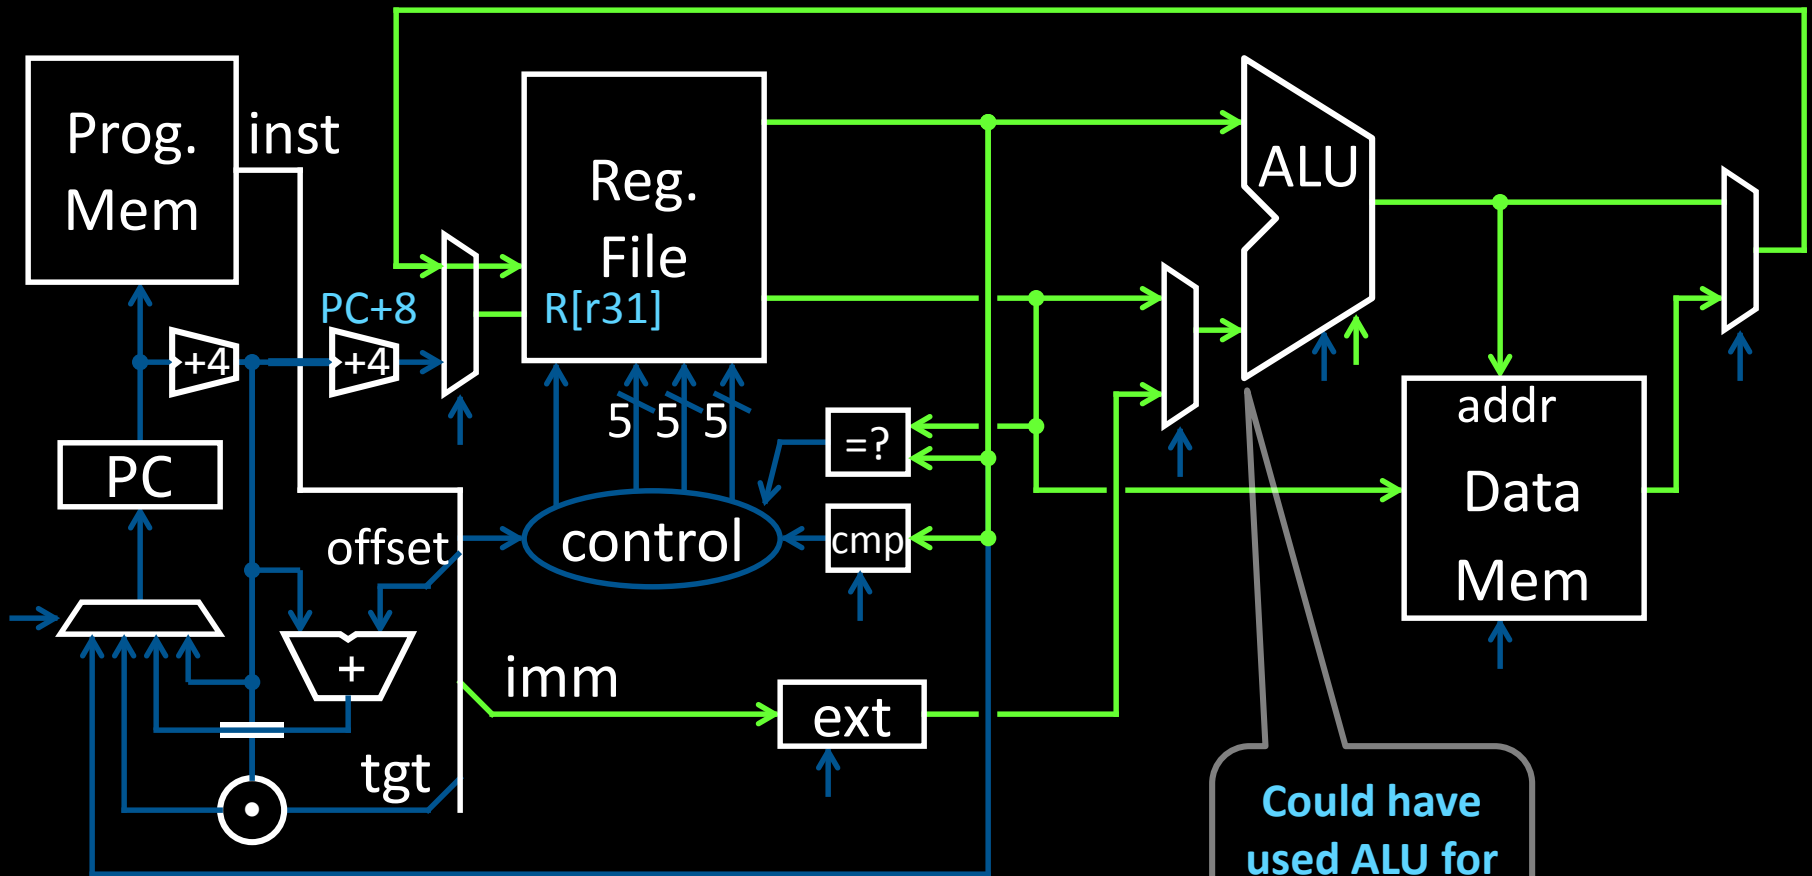 Prog.
Mem
inst
Reg.
File
R[r31]
ALU
PC+8
+4
+4
5 5 5
=?
addr
Data
Mem
PC
offset
control
cmp
+
imm
ext
tgt
Could have
used ALU for